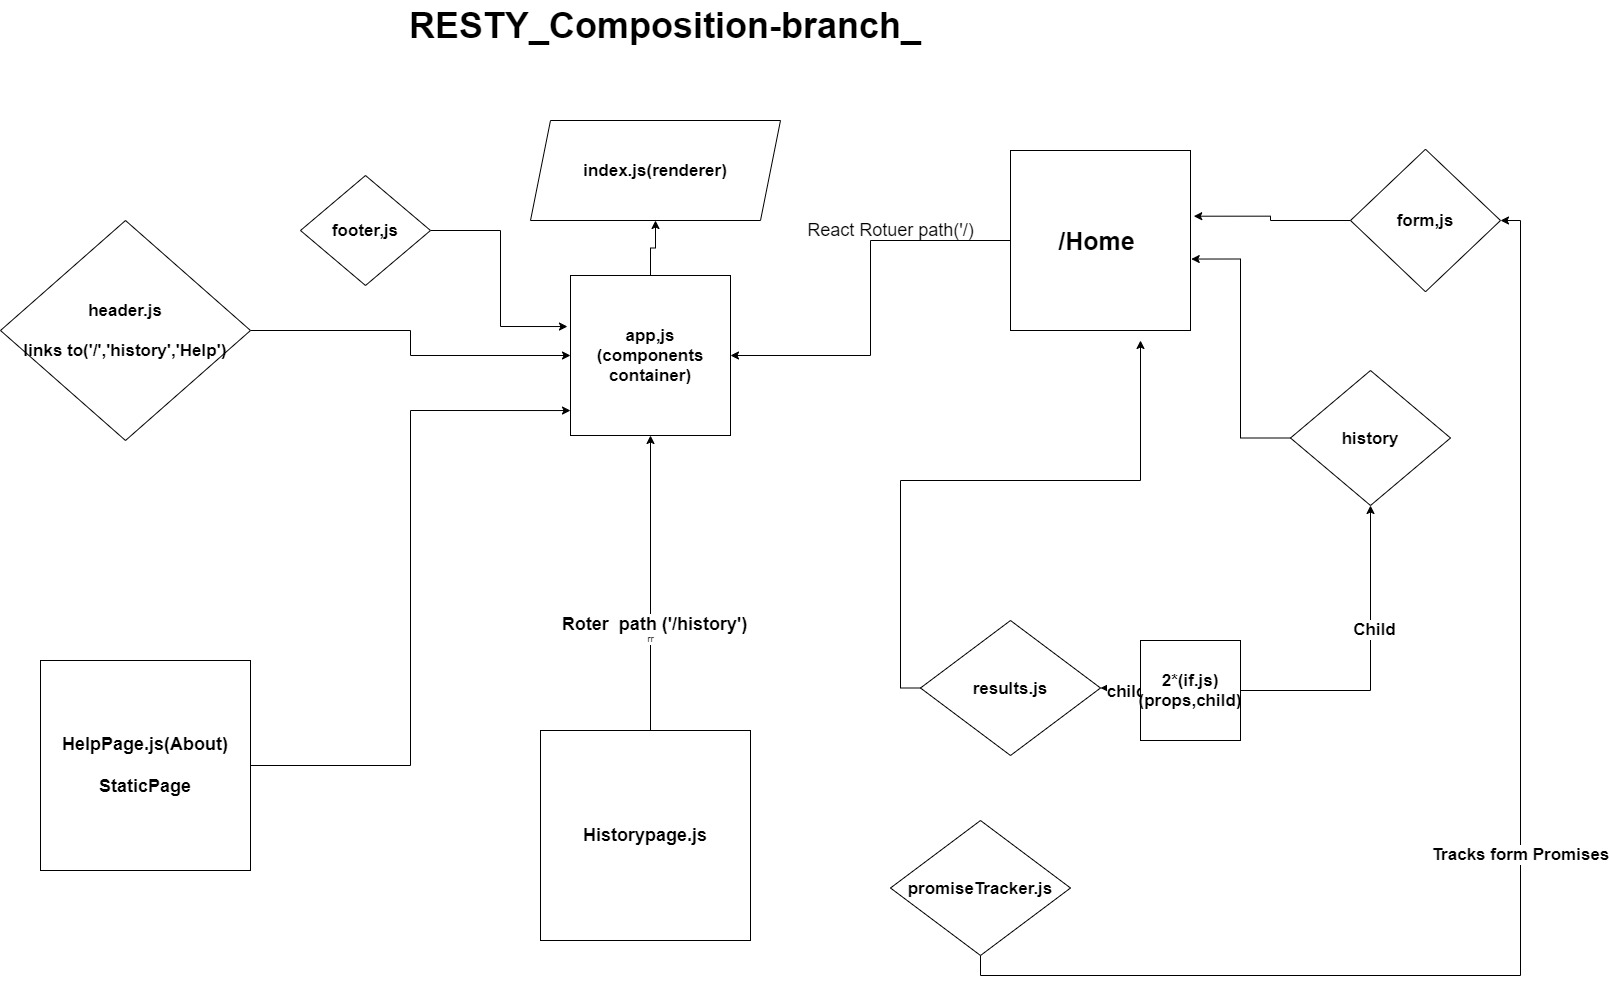 RESTY_Composition-branch_
index.js(renderer)
footer,js
React Rotuer path('/)
/Home
form,js
header.js
links to('/','history','Help')
app,js
(components
container)
history
Roter  path ('/history')
Child
results.js
child
2*(if.js)
(props,child)
HelpPage.js(About)
StaticPage
Historypage.js
Tracks form Promises
promiseTracker.js